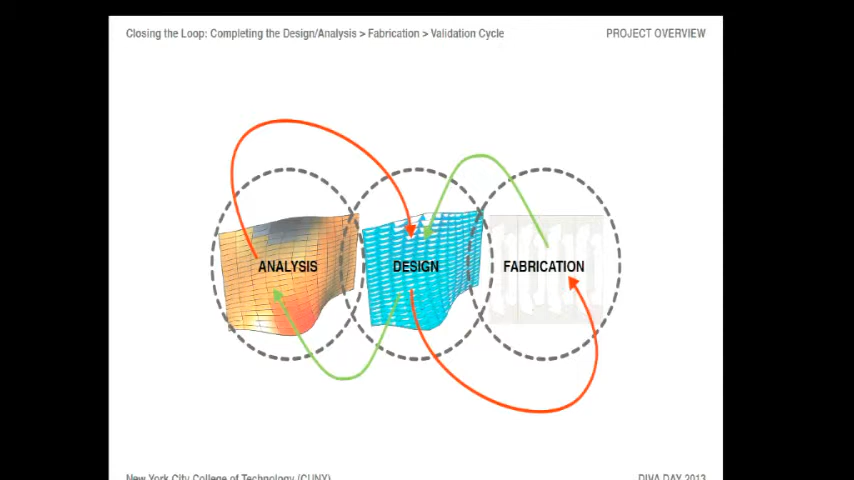 Closing the Loop: Completing the Design/Analysis > Fabrication > Validation Cycle
PROJECT OVERVIEW
ANALYSIS
DESIGN
FABRICATION
New York City College of Technology (CUNY)
DIVA DAY 2013